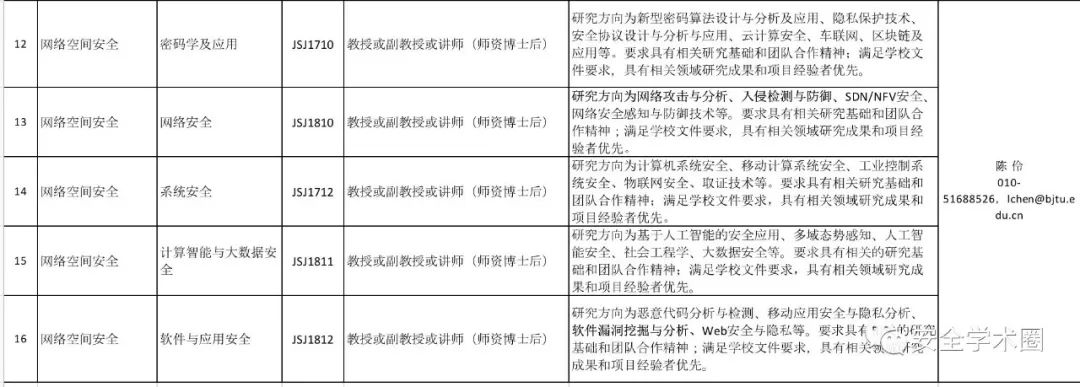 12
网络空间安全
密码学及应用
JSJ1710
教授或副教授或讲师（师资博士后）
研究方向为新型密码算法设计与分析及应用、隐私保护技术、
安全协议设计与分析与应用、云计算安全、车联网、区块链及
应用等。要求具有相关研究基础和团队合作精神；满足学校文
件要求，具有相关领域研究成果和项目经验者优先。
13
网络空间安全
网络安全
JSJ1810
教授或副教授或讲师（师资博士后）
研究方向为网络攻击与分析、入侵检测与防御、SDN/NFV安全、
网络安全感知与防御技术等。要求具有相关研究基础和团队合
作精神；满足学校文件要求，具有相关领域研究成果和项目经
验者优先。
14
网络空间安全
系统安全
JSJ1712
教授或副教授或讲师（师资博士后）
研究方向为计算机系统安全、移动计算系统安全、工业控制系
统安全、物联网安全、取证技术等。要求具有相关研究基础和
团队合作精神；满足学校文件要求，具有相关领域研究成果和
项目经验者优先。
15
网络空间安全
计算智能与大数据安
全
JSJ1811
教授或副教授或讲师（师资博士后）
研究方向为基于人工智能的安全应用、多域态势感知、人工智
能安全、社会工程学、大数据安全等。要求具有相关的研究基
础和团队合作精神；满足学校文件要求，具有相关领域研究成
果和项目经验者优先。
16
网络空间安全
软件与应用安全
JSJ1812
教授或副教授或讲师（师资博士后）
研究方向为恶意代码分析与检测、移动应用安全与隐私分析、
软件漏洞挖掘与分析、Web安全与隐私等。要求具有 的研究
基础和团队合作精神；满足学校文件要求，具有相关领域研究
成果和项目经验者优先。
陈 伶
010-
51688526，lchen@bjtu.e
du.cn
安全学术圈